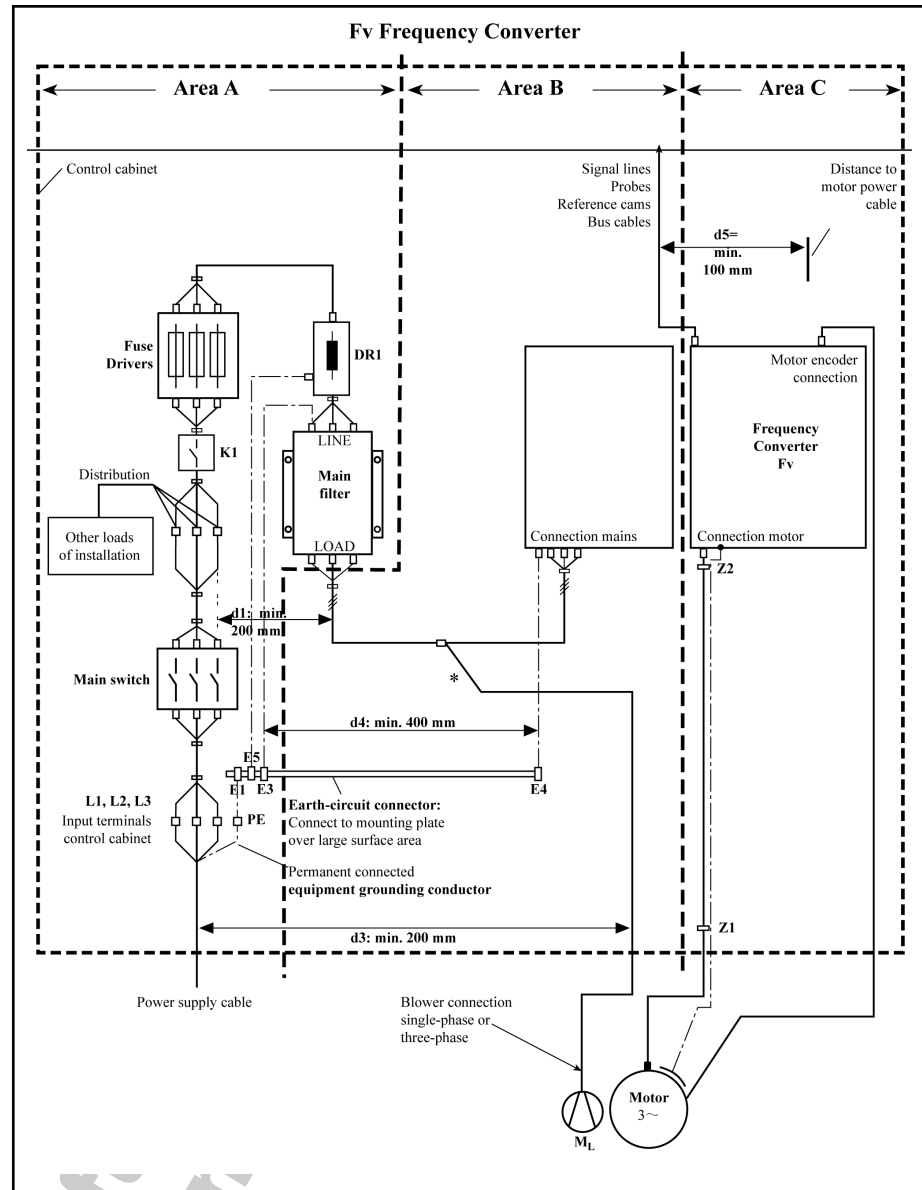 Fv Frequency Converter
Area A
Area B
Area C
Control cabinet
Signal lines
Probes
Reference cams
Bus cables
Distance to
motor power
cable
d5=
min.
100 mm
Fuse
Drivers
DR1
Motor encoder
connection
K1
LINE
Main
filter
LOAD
Frequency
Converter
Fv
Distribution
Other loads
of installation
Connection mains
Connection motor
Z2
d1: min.
200 mm
Main switch
*
d4: min. 400 mm
E5
E1
E3
E4
L1, L2, L3
Input terminals
control cabinet
PE
Earth-circuit connector:
Connect to mounting plate
over large surface area
Permanent connected
equipment grounding conductor
Z1
d3: min. 200 mm
Power supply cable
Blower connection
single-phase or
three-phase
Motor
3~
ML